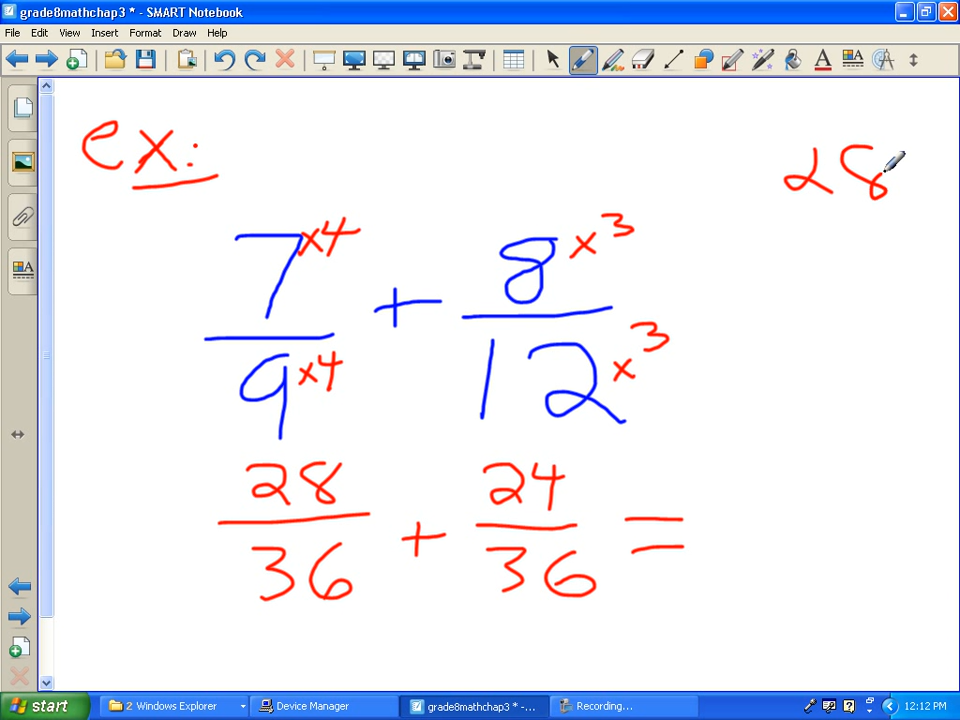 grade8mathchap3 * - SMART Notebook
File Edit View Insert Format Draw Help
ex:
28
7 x4 + 8 x3
9 x4 12 x3
28 + 24 =
36 36
start 2 Windows Explorer Device Manager grade8mathchap3 * -... Recording... 12:12 PM